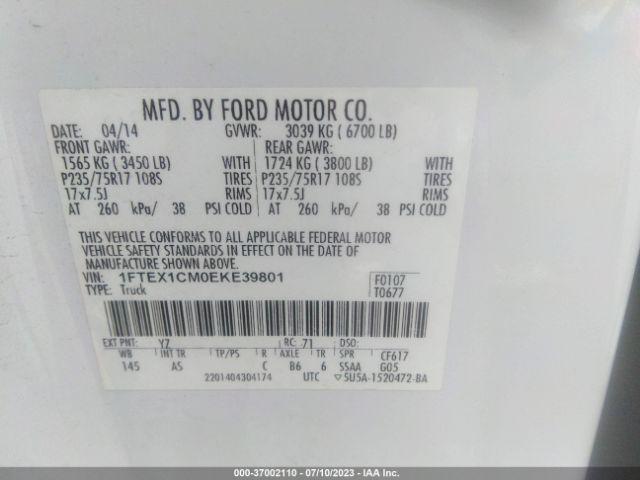 MFD. BY FORD MOTOR CO.
DATE: 04/14 GVWR: 3039 KG (6700 LB)
FRONT GAWR: REAR GAWR:
1565 KG (3450 LB) WITH 1724 KG (3800 LB) WITH
P235/75R17 108S TIRES P235/75R17 108S TIRES
17x7.5J RIMS 17x7.5J RIMS
AT 260 kPa/ 38 PSI COLD AT 260 kPa/ 38 PSI COLD
THIS VEHICLE CONFORMS TO ALL APPLICABLE FEDERAL MOTOR
VEHICLE SAFETY STANDARDS IN EFFECT ON THE DATE OF
MANUFACTURE SHOWN ABOVE.
VIN: 1FTEX1CM0EKE39801 F0107
TYPE: Truck T0677
EXT PNT: YZ RC: 71 DSO:
WB INT TR TP/PS R AXLE TR SPR CF617
145 AS C B6 6 SSAA G05
2201404304174 UTC ▽5U5A-1520472-BA
000-37002110 - 07/10/2023 - IAA Inc.